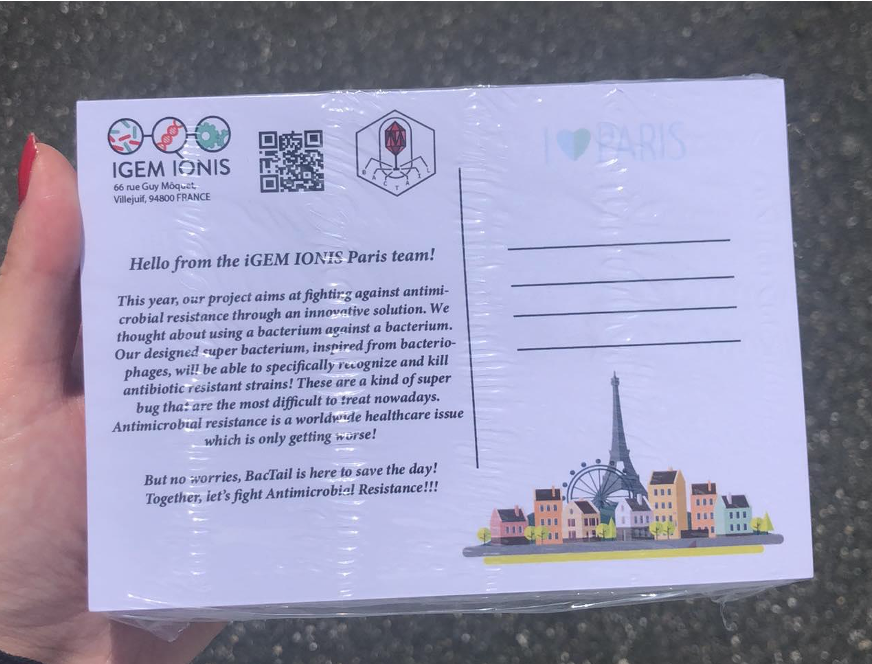 IGEM IONIS
66 rue Guy Môquet,
Villejuif, 94800 FRANCE
BACTAIL
I PARIS
Hello from the iGEM IONIS Paris team!
This year, our project aims at fighting against antimi-
crobial resistance through an innovative solution. We
thought about using a bacterium against a bacterium.
Our designed super bacterium, inspired from bacterio-
phages, will be able to specifically recognize and kill
antibiotic resistant strains! These are a kind of super
bug that are the most difficult to treat nowadays.
Antimicrobial resistance is a worldwide healthcare issue
which is only getting worse!
But no worries, BacTail is here to save the day!
Together, let's fight Antimicrobial Resistance!!!